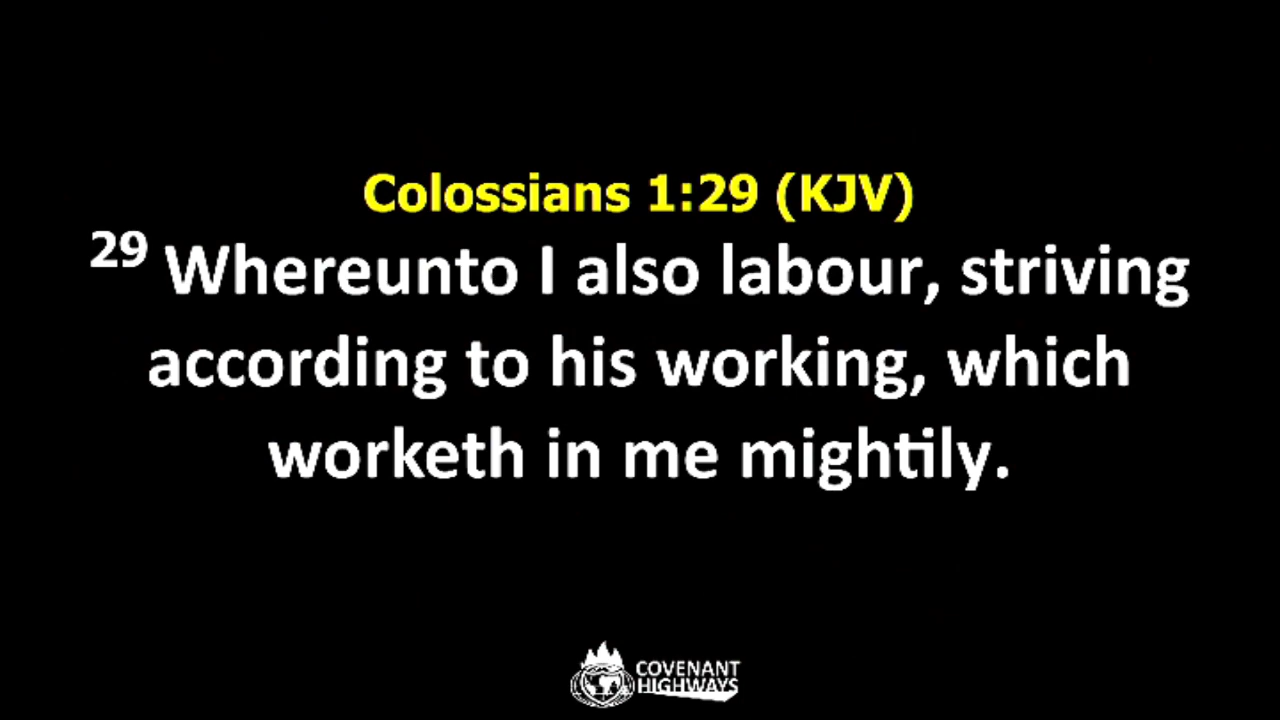 Colossians 1:29 (KJV)
29 Whereunto I also labour, striving
according to his working, which
worketh in me mightily.
COVENANT
HIGHWAYS